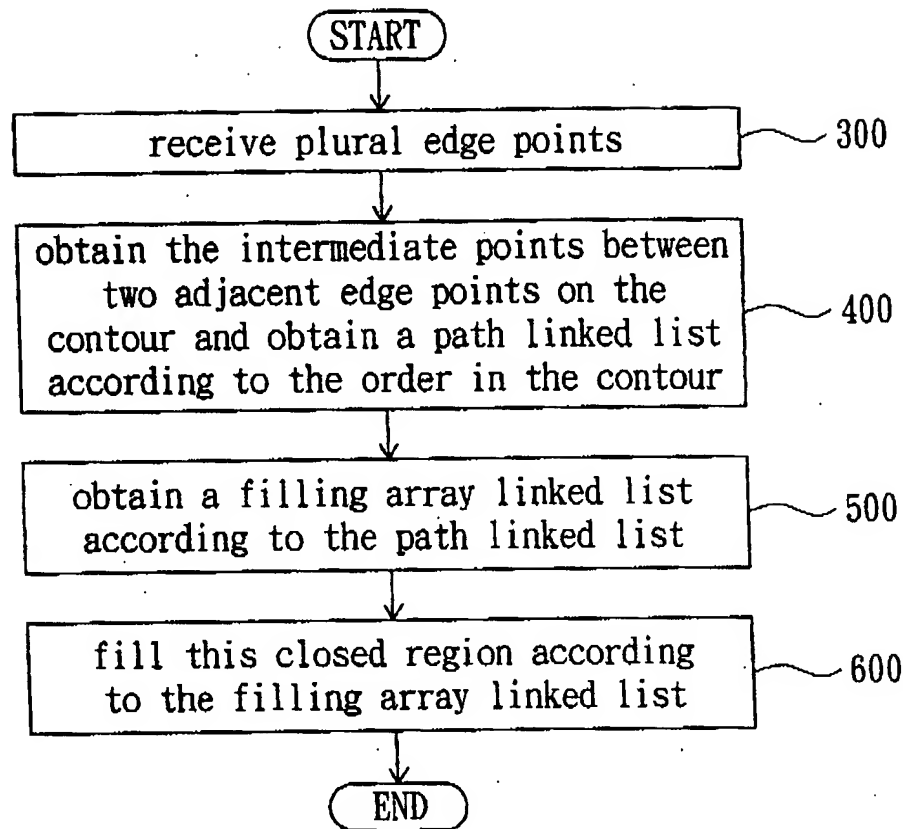 START
receive plural edge points
300
obtain the intermediate points between
two adjacent edge points on the
contour and obtain a path linked list
according to the order in the contour
400
obtain a filling array linked list
according to the path linked list
500
fill this closed region according
to the filling array linked list
600
END